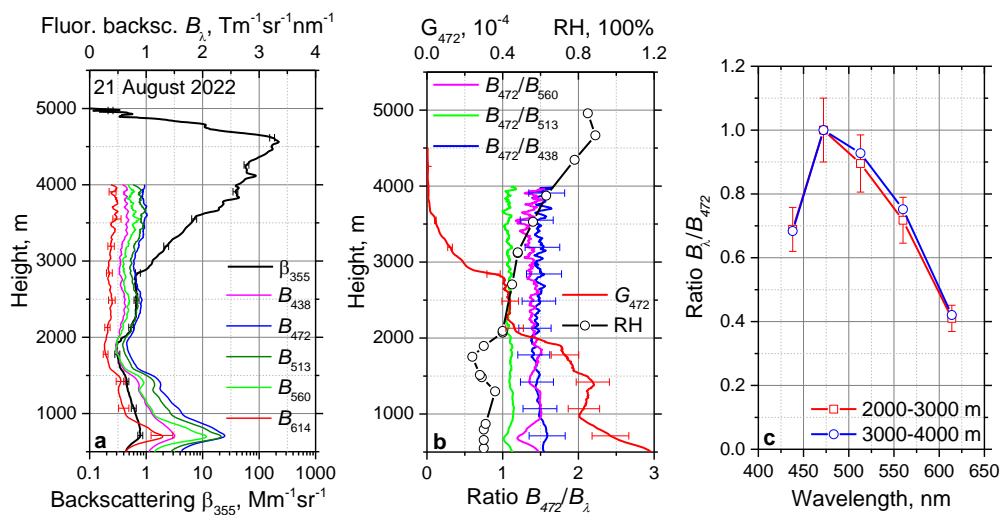 Fluor. backsc. Bλ, Tm⁻¹sr⁻¹nm⁻¹
0 1 2 3 4
21 August 2022
5000
4000
3000
2000
1000
Height, m
β₃₅₅
B₄₃₈
B₄₇₂
B₅₁₃
B₅₆₀
B₆₁₄
a
0.1 1 10 100 1000
Backscattering β₃₅₅, Mm⁻¹sr⁻¹
G₄₇₂, 10⁻⁴ RH, 100%
0.0 0.4 0.8 1.2
B₄₇₂/B₅₆₀
B₄₇₂/B₅₁₃
B₄₇₂/B₄₃₈
5000
4000
3000
2000
1000
Height, m
G₄₇₂
RH
b
0 1 2 3
Ratio B₄₇₂/Bλ
1.2
1.0
0.8
0.6
0.4
0.2
0.0
Ratio Bλ/B₄₇₂
2000-3000 m
3000-4000 m
c
400 450 500 550 600 650
Wavelength, nm